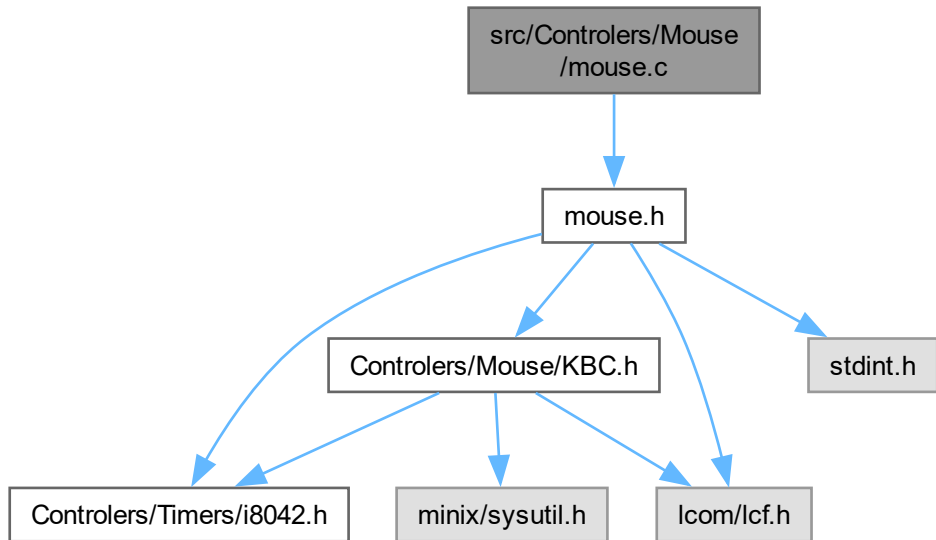 src/Controlers/Mouse
/mouse.c
mouse.h
Controlers/Mouse/KBC.h
stdint.h
Controlers/Timers/i8042.h
minix/sysutil.h
lcom/lcf.h